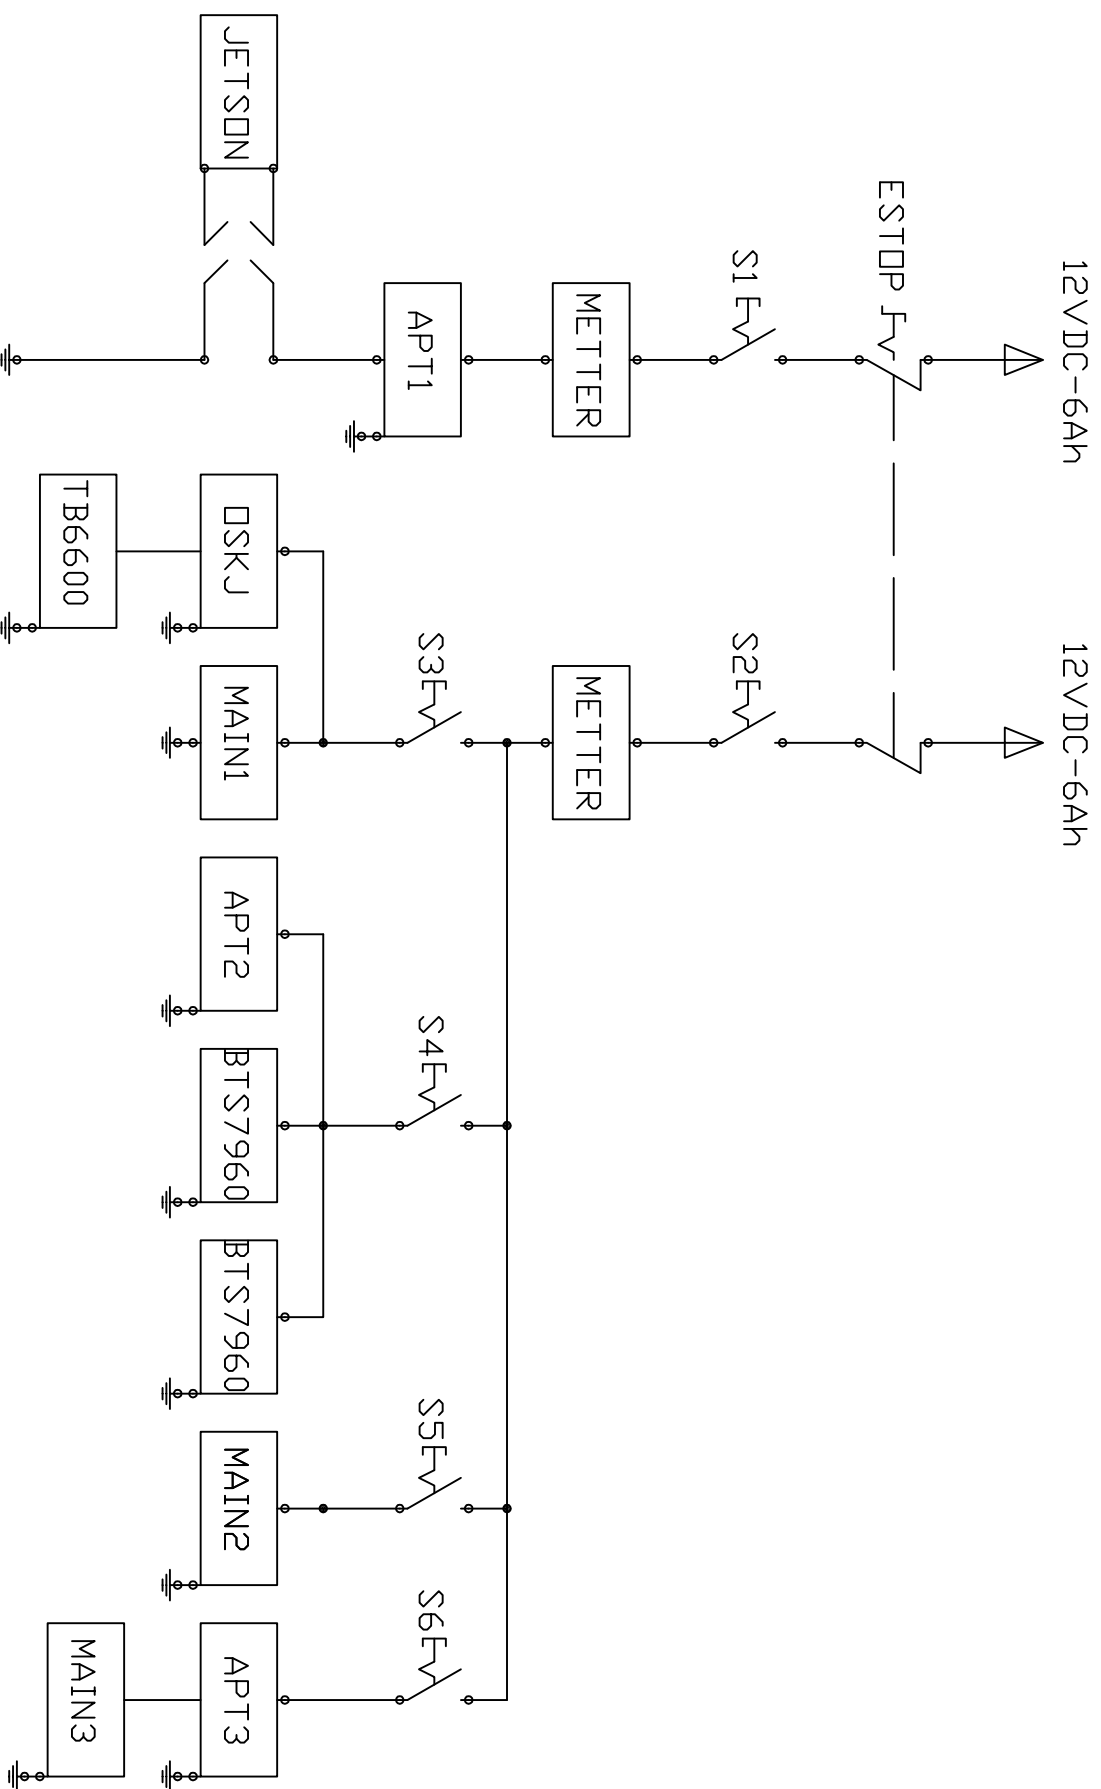 12VDC-6Ah
12VDC-6Ah
ESTOP
S1
S2
METTER
METTER
APT1
S3
S4
S5
S6
JETSON
OSKJ
MAIN1
APT2
BTS7960
BTS7960
MAIN2
APT3
TB6600
MAIN3